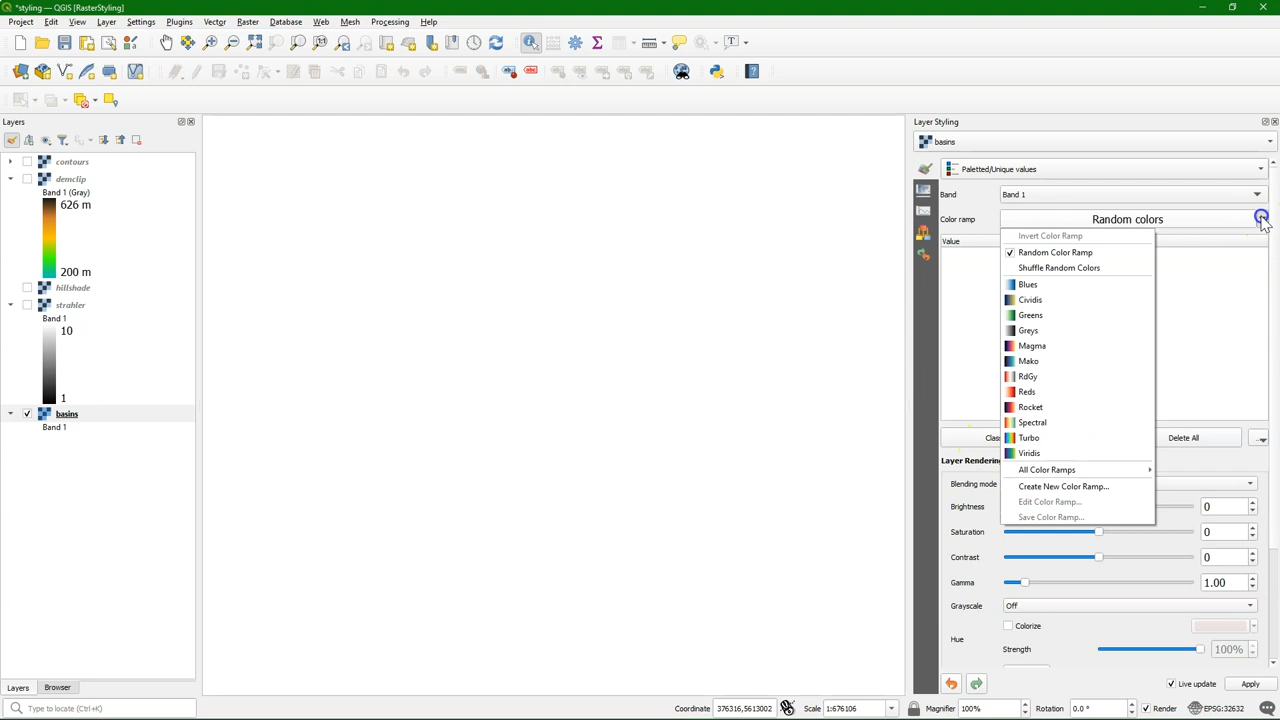 *styling — QGIS [RasterStyling]
Project Edit View Layer Settings Plugins Vector Raster Database Web Mesh Processing Help
Layers
contours
demclip
Band 1 (Gray)
626 m
200 m
hillshade
strahler
Band 1
10
1
basins
Band 1
Layers Browser
Layer Styling
basins
Paletted/Unique values
Band Band 1
Color ramp Random colors
Value
Invert Color Ramp
Random Color Ramp
Shuffle Random Colors
Blues
Cividis
Greens
Greys
Magma
Mako
RdGy
Reds
Rocket
Spectral
Turbo
Viridis
All Color Ramps
Create New Color Ramp...
Edit Color Ramp...
Save Color Ramp...
Clas Delete All ...
Layer Rendering
Blending mode
Brightness 0
Saturation 0
Contrast 0
Gamma 1.00
Grayscale Off
Hue
Colorize
Strength 100%
Live update Apply
Type to locate (Ctrl+K) Coordinate 376316,5613002 Scale 1:676106 Magnifier 100% Rotation 0.0 ° Render EPSG:32632